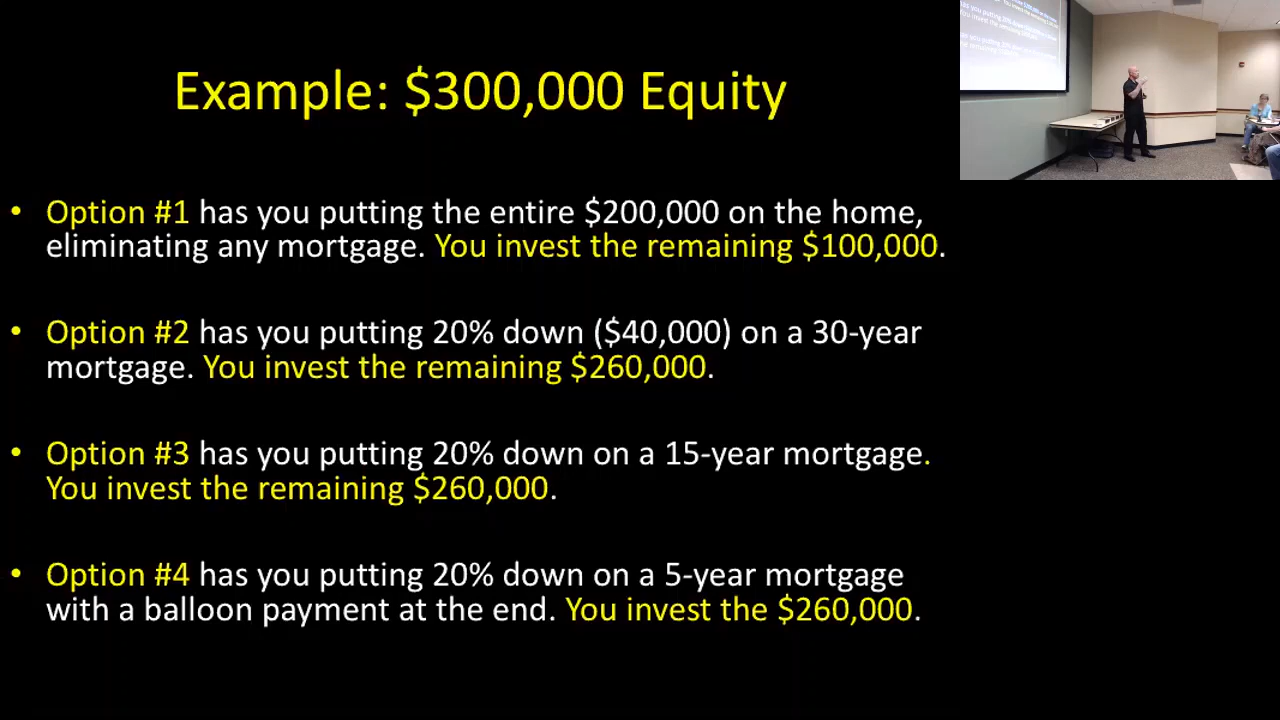 Example: $300,000 Equity
• Option #1 has you putting the entire $200,000 on the home,
eliminating any mortgage. You invest the remaining $100,000.
• Option #2 has you putting 20% down ($40,000) on a 30-year
mortgage. You invest the remaining $260,000.
• Option #3 has you putting 20% down on a 15-year mortgage.
You invest the remaining $260,000.
• Option #4 has you putting 20% down on a 5-year mortgage
with a balloon payment at the end. You invest the $260,000.